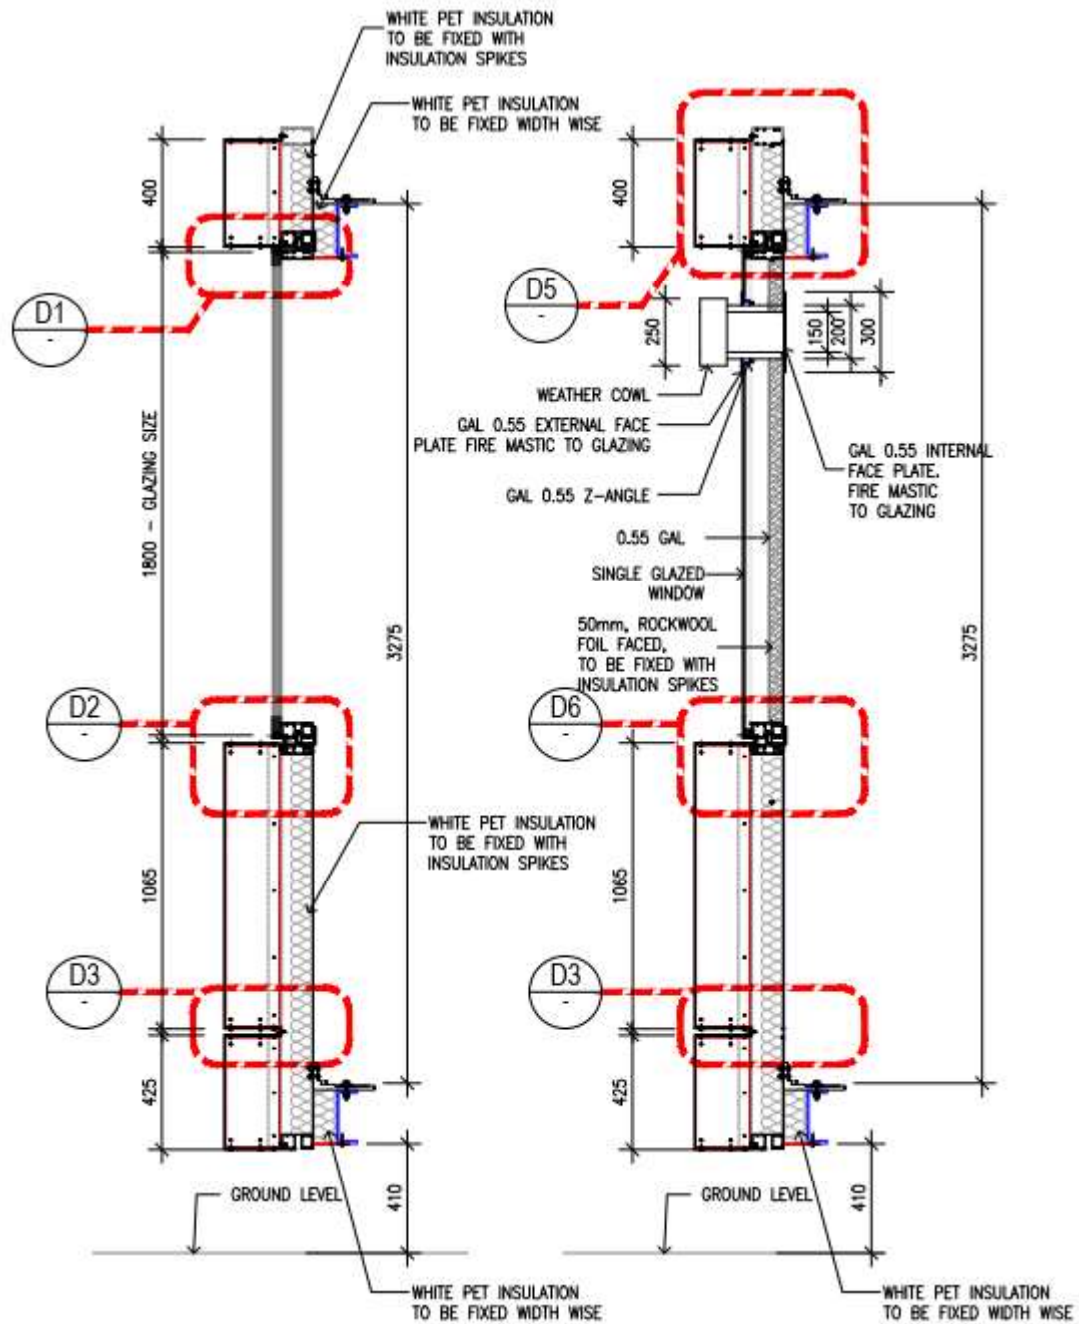 WHITE PET INSULATION
TO BE FIXED WITH
INSULATION SPIKES
WHITE PET INSULATION
TO BE FIXED WIDTH WISE
400
D1
-
1800 - GLAZING SIZE
3275
D2
-
WHITE PET INSULATION
TO BE FIXED WITH
INSULATION SPIKES
1065
D3
-
425
410
GROUND LEVEL
WHITE PET INSULATION
TO BE FIXED WIDTH WISE
400
D5
-
250
150
200
300
WEATHER COWL
GAL 0.55 EXTERNAL FACE
PLATE FIRE MASTIC TO GLAZING
GAL 0.55 Z-ANGLE
GAL 0.55 INTERNAL
FACE PLATE.
FIRE MASTIC
TO GLAZING
0.55 GAL
SINGLE GLAZED
WINDOW
50mm, ROCKWOOL
FOIL FACED,
TO BE FIXED WITH
INSULATION SPIKES
3275
D6
-
1065
D3
-
425
410
GROUND LEVEL
WHITE PET INSULATION
TO BE FIXED WIDTH WISE